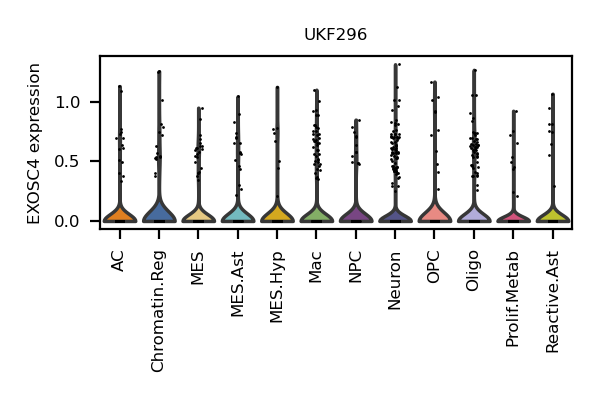 UKF296
EXOSC4 expression
1.0
0.5
0.0
AC
Chromatin.Reg
MES
MES.Ast
MES.Hyp
Mac
NPC
Neuron
OPC
Oligo
Prolif.Metab
Reactive.Ast